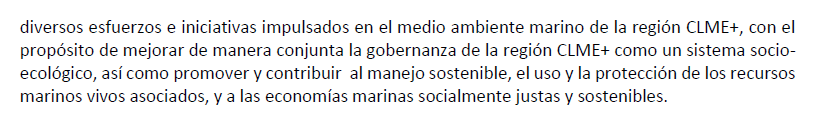 diversos esfuerzos e iniciativas impulsados en el medio ambiente marino de la región CLME+, con el
propósito de mejorar de manera conjunta la gobernanza de la región CLME+ como un sistema socio-
ecológico, así como promover y contribuir  al manejo sostenible, el uso y la protección de los recursos
marinos vivos asociados, y a las economías marinas socialmente justas y sostenibles.